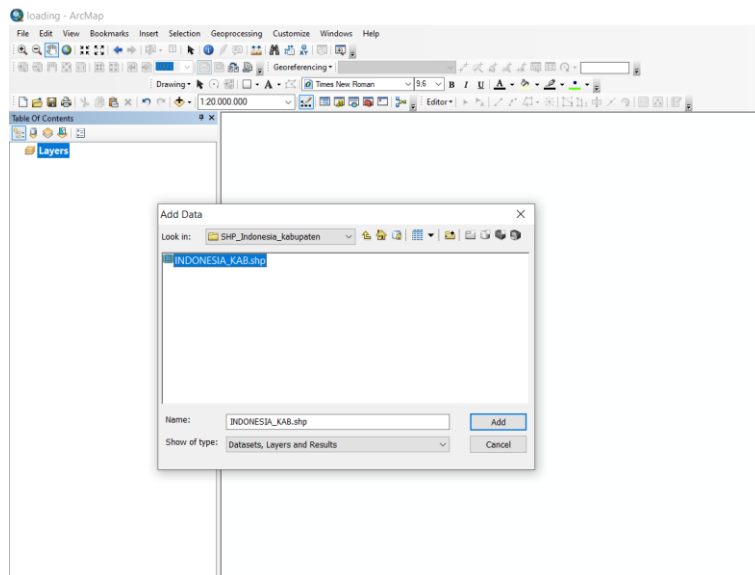 loading - ArcMap
File Edit View Bookmarks Insert Selection Geoprocessing Customize Windows Help
Georeferencing
Drawing A Times New Roman 9,6 B I U A
1:20.000.000 Editor
Table Of Contents
Layers
Add Data
Look in: SHP_Indonesia_kabupaten
INDONESIA_KAB.shp
Name: INDONESIA_KAB.shp Add
Show of type: Datasets, Layers and Results Cancel